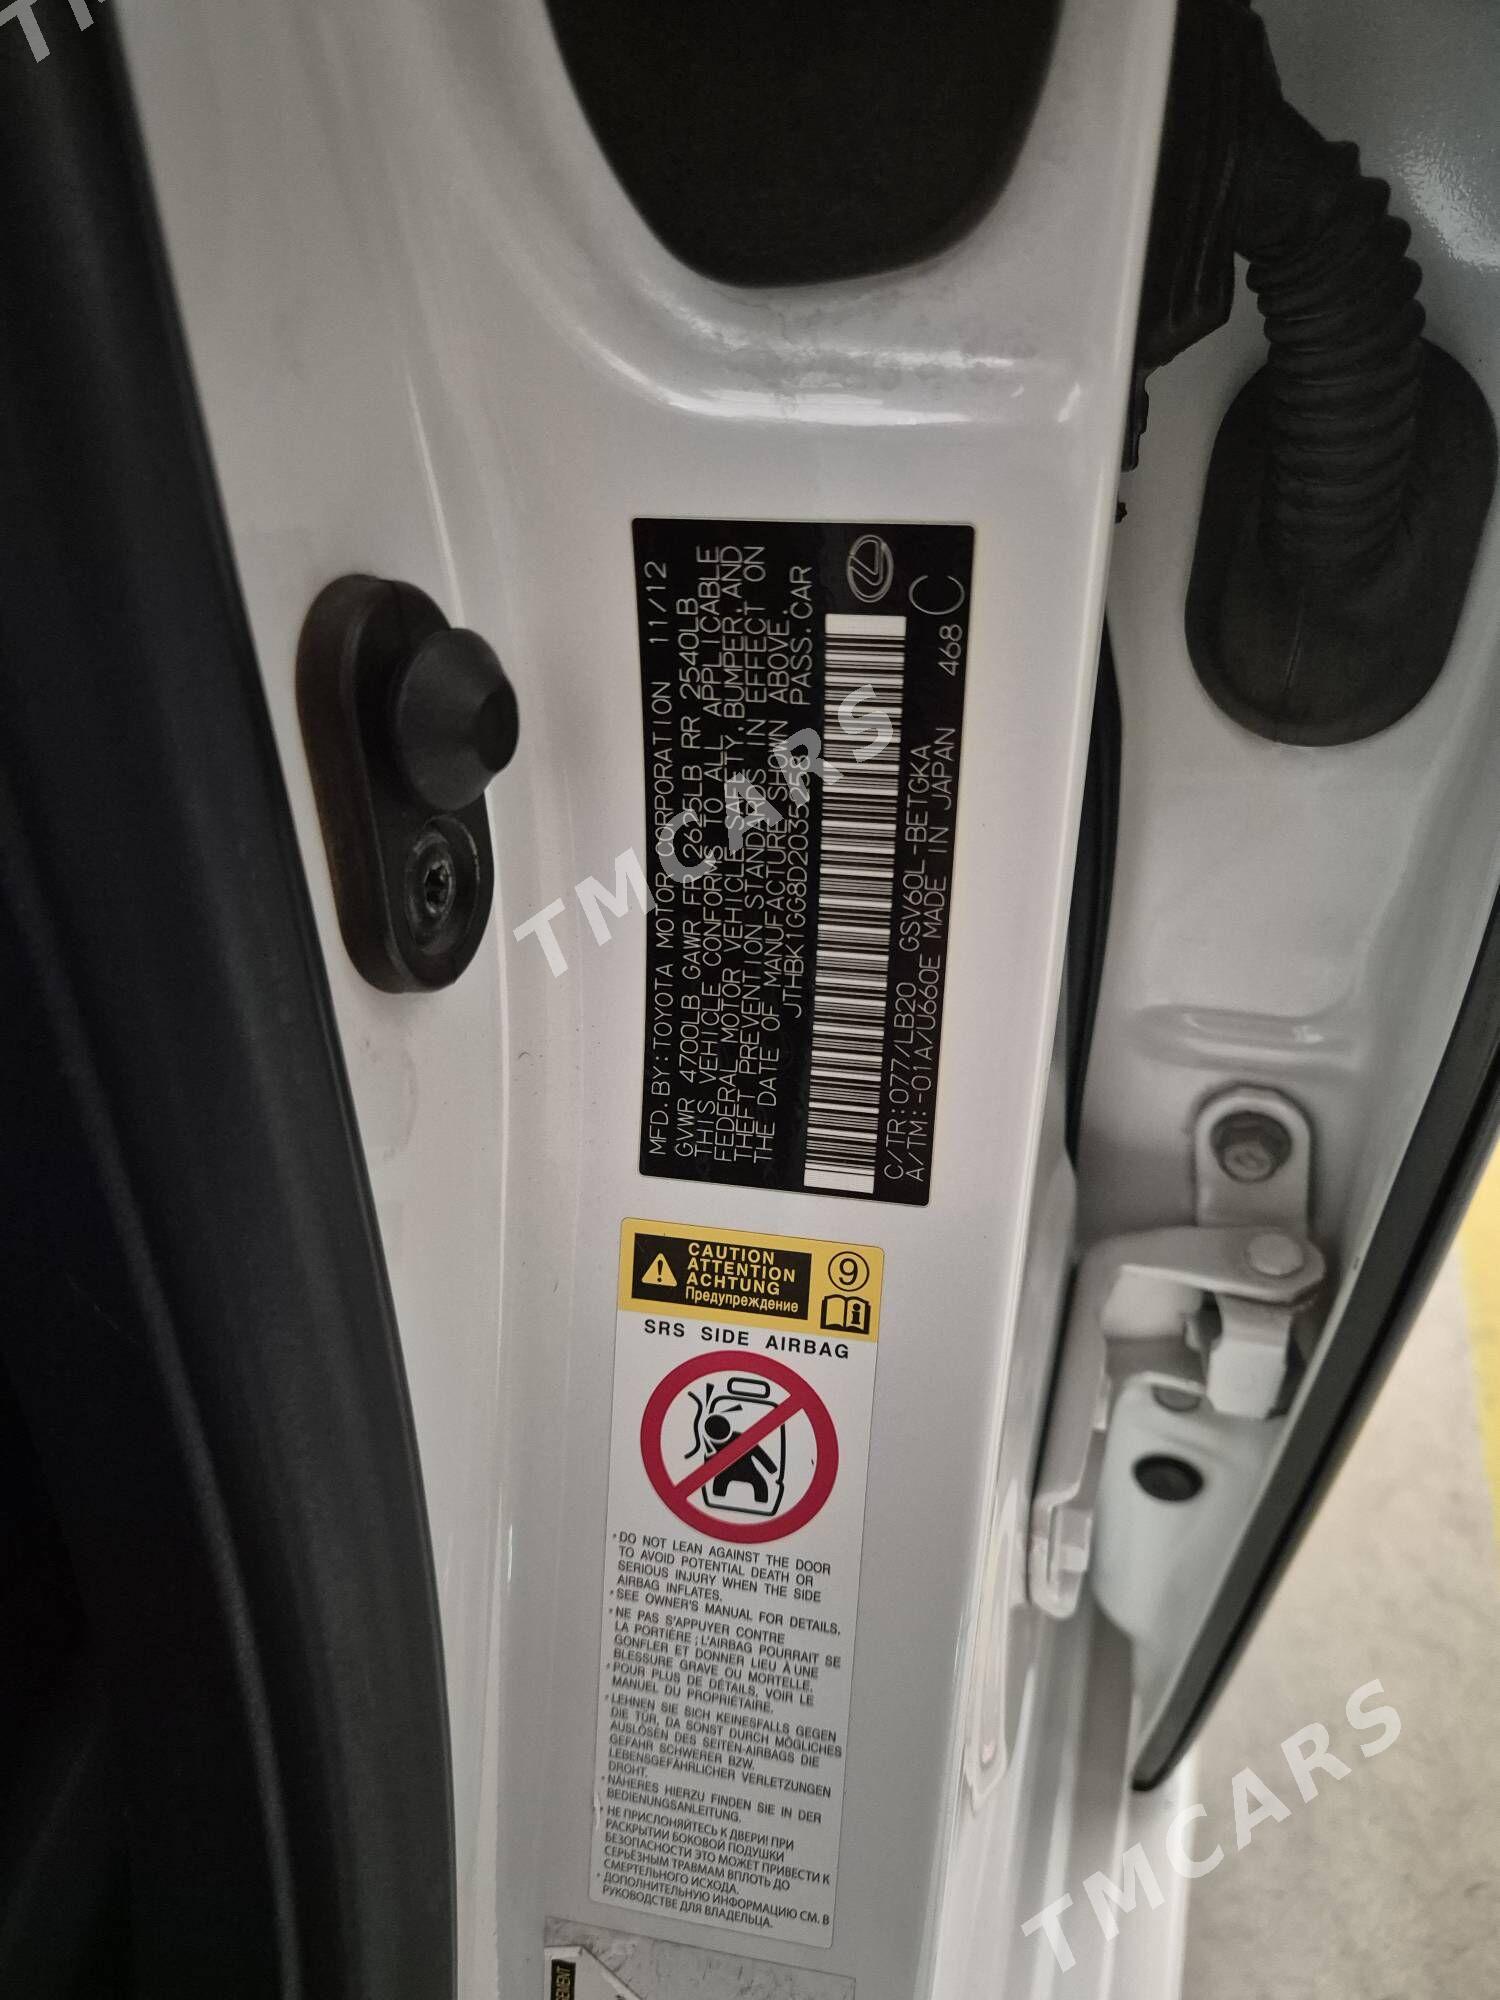 MFD. BY: TOYOTA MOTOR CORPORATION 11/12
GVWR 4700LB GAWR FR 2625LB RR 2540LB
THIS VEHICLE CONFORMS TO ALL APPLICABLE
FEDERAL MOTOR VEHICLE SAFETY, BUMPER, AND
THEFT PREVENTION STANDARDS IN EFFECT ON
THE DATE OF MANUFACTURE SHOWN ABOVE.
PASS. CAR
C/TR: 077/LB20 GSV60L-BETGKA
A/TM: -01A/U660E MADE IN JAPAN 468 C
CAUTION
ATTENTION
ACHTUNG
Предупреждение
9
SRS SIDE AIRBAG
•DO NOT LEAN AGAINST THE DOOR
TO AVOID POTENTIAL DEATH OR
SERIOUS INJURY WHEN THE SIDE
AIRBAG INFLATES.
•SEE OWNER'S MANUAL FOR DETAILS.
•NE PAS S'APPUYER CONTRE
LA PORTIÈRE ; L'AIRBAG POURRAIT SE
GONFLER ET DONNER LIEU À UNE
BLESSURE GRAVE OU MORTELLE.
•POUR PLUS DE DÉTAILS, VOIR LE
MANUEL DU PROPRIÉTAIRE.
•LEHNEN SIE SICH KEINESFALLS GEGEN
DIE TÜR, DA SONST DURCH MÖGLICHES
AUSLÖSEN DES SEITEN-AIRBAGS DIE
GEFAHR SCHWERER BZW.
LEBENSGEFÄHRLICHER VERLETZUNGEN
DROHT.
•NÄHERES HIERZU FINDEN SIE IN DER
BEDIENUNGSANLEITUNG.
•НЕ ПРИСЛОНЯЙТЕСЬ К ДВЕРИ! ПРИ
РАСКРЫТИИ БОКОВОЙ ПОДУШКИ
БЕЗОПАСНОСТИ ЭТО МОЖЕТ ПРИВЕСТИ К
СЕРЬЁЗНЫМ ТРАВМАМ ВПЛОТЬ ДО
СМЕРТЕЛЬНОГО ИСХОДА.
•ДОПОЛНИТЕЛЬНУЮ ИНФОРМАЦИЮ СМ. В
РУКОВОДСТВЕ ДЛЯ ВЛАДЕЛЬЦА.
TMCARS
TMCARS